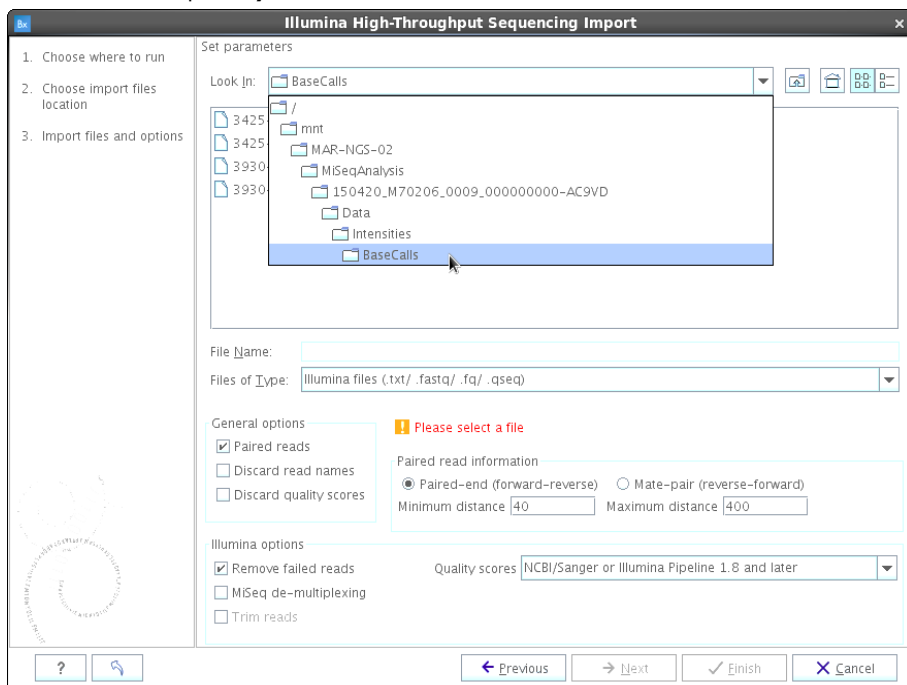 Bx
Illumina High-Throughput Sequencing Import
1. Choose where to run
2. Choose import files
location
3. Import files and options
Set parameters
Look In: BaseCalls
/
mnt
MAR-NGS-02
MiSeqAnalysis
150420_M70206_0009_000000000-AC9VD
Data
Intensities
BaseCalls
3425
3425
3930
3930
File Name:
Files of Type: Illumina files (.txt/ .fastq/ .fq/ .qseq)
General options
Paired reads
Discard read names
Discard quality scores
Please select a file
Paired read information
Paired-end (forward-reverse) Mate-pair (reverse-forward)
Minimum distance 40 Maximum distance 400
Illumina options
Remove failed reads
Quality scores NCBI/Sanger or Illumina Pipeline 1.8 and later
MiSeq de-multiplexing
Trim reads
? Previous Next Finish Cancel